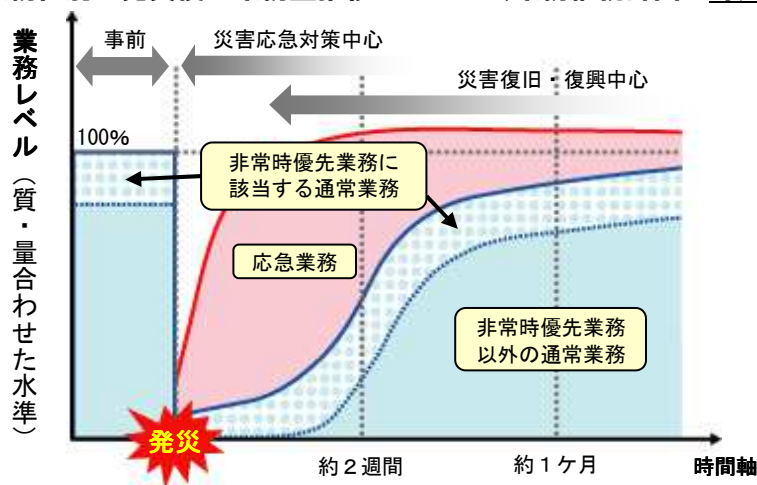 事前
災害応急対策中心
災害復旧・復興中心
業務レベル（質・量合わせた水準）
100%
非常時優先業務に
該当する通常業務
応急業務
非常時優先業務
以外の通常業務
発災
約２週間
約１ケ月
時間軸